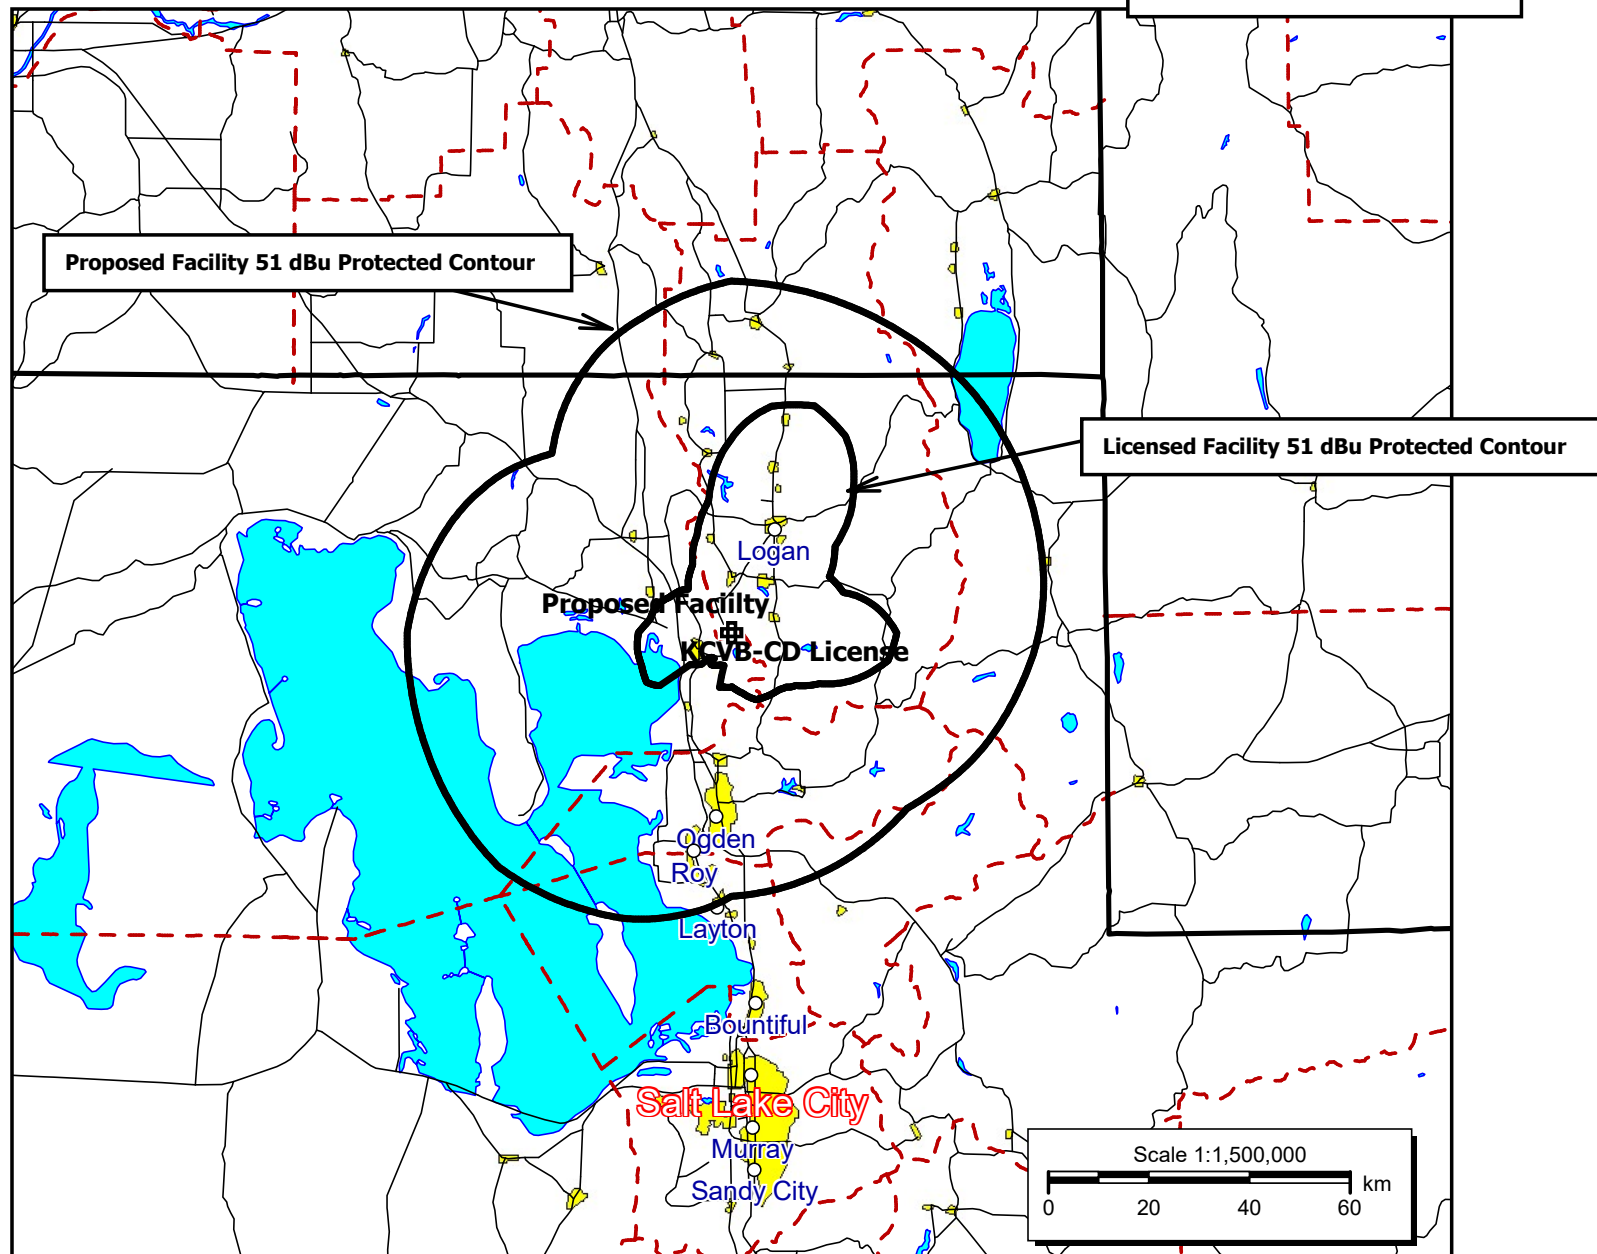 Proposed Facility 51 dBu Protected Contour
Licensed Facility 51 dBu Protected Contour
Logan
Proposed Faciilty
KCVB-CD License
Ogden
Roy
Layton
Bountiful
Salt Lake City
Murray
Sandy City
Scale 1:1,500,000
km
0 20 40 60